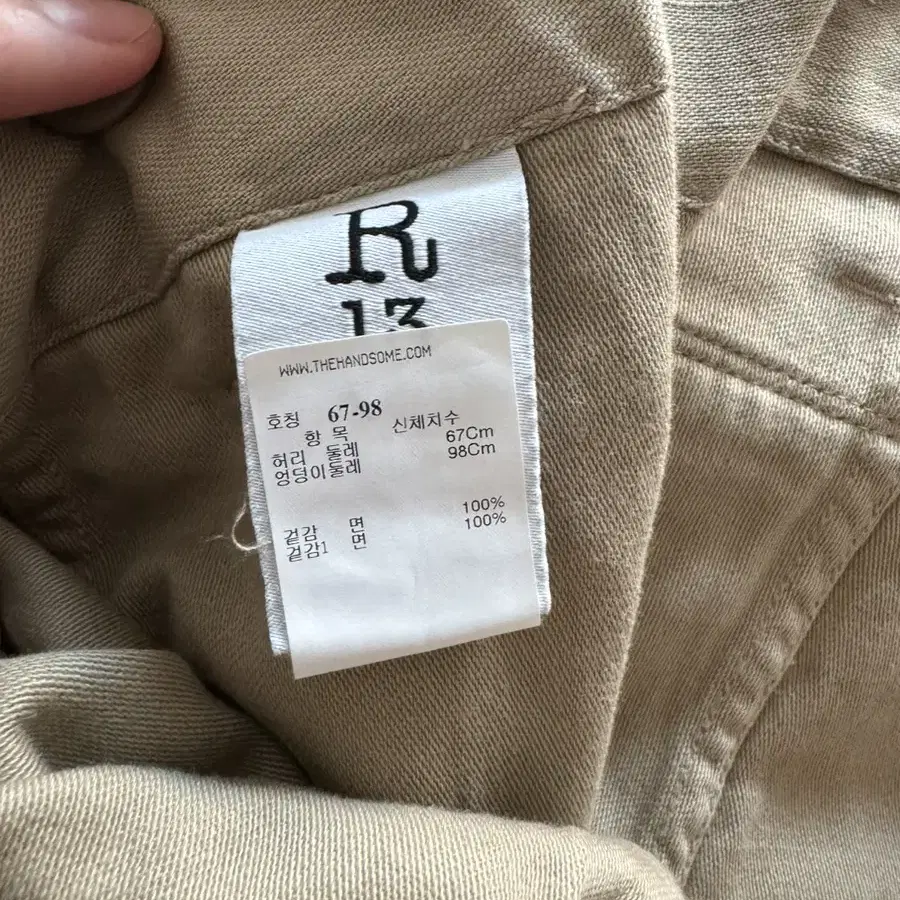 R
13
WWW.THEHANDSOME.COM
호칭 67-98
항 목 신체치수
허리 둘레 67Cm
엉덩이둘레 98Cm
겉감 면 100%
겉감1 면 100%